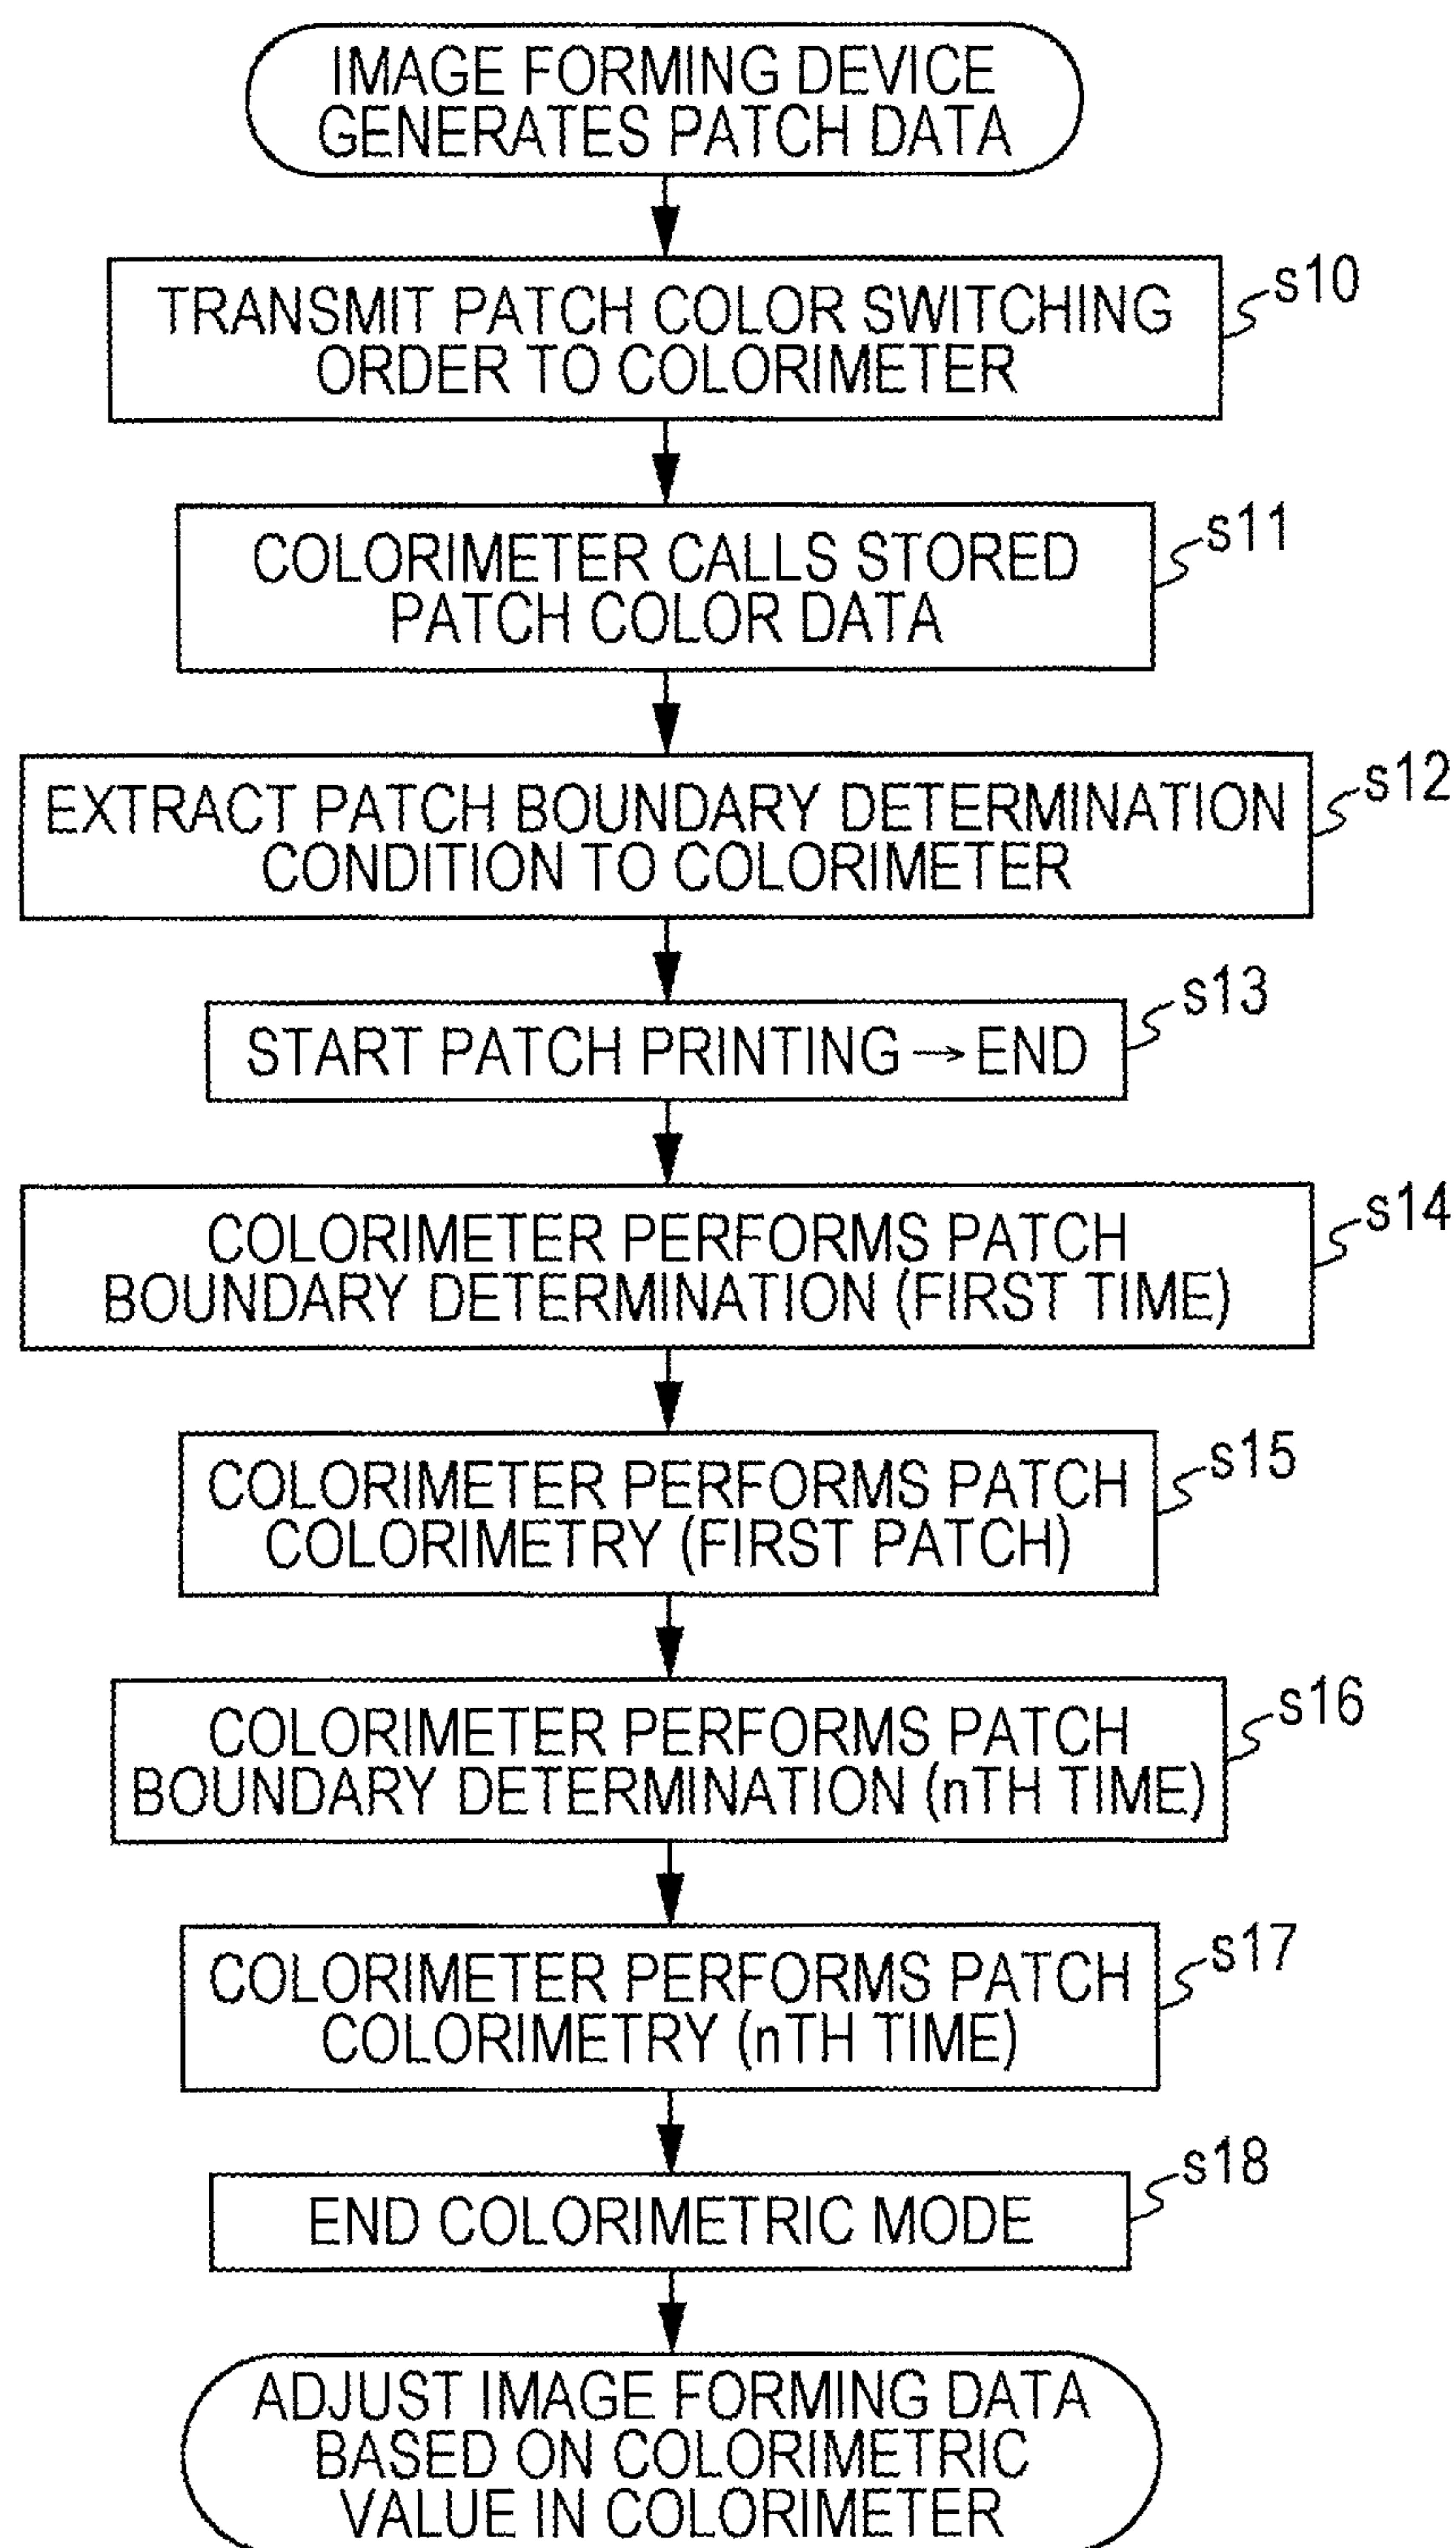 IMAGE FORMING DEVICE
GENERATES PATCH DATA
s10
TRANSMIT PATCH COLOR SWITCHING
ORDER TO COLORIMETER
s11
COLORIMETER CALLS STORED
PATCH COLOR DATA
s12
EXTRACT PATCH BOUNDARY DETERMINATION
CONDITION TO COLORIMETER
s13
START PATCH PRINTING → END
s14
COLORIMETER PERFORMS PATCH
BOUNDARY DETERMINATION (FIRST TIME)
s15
COLORIMETER PERFORMS PATCH
COLORIMETRY (FIRST PATCH)
s16
COLORIMETER PERFORMS PATCH
BOUNDARY DETERMINATION (nTH TIME)
s17
COLORIMETER PERFORMS PATCH
COLORIMETRY (nTH TIME)
s18
END COLORIMETRIC MODE
ADJUST IMAGE FORMING DATA
BASED ON COLORIMETRIC
VALUE IN COLORIMETER